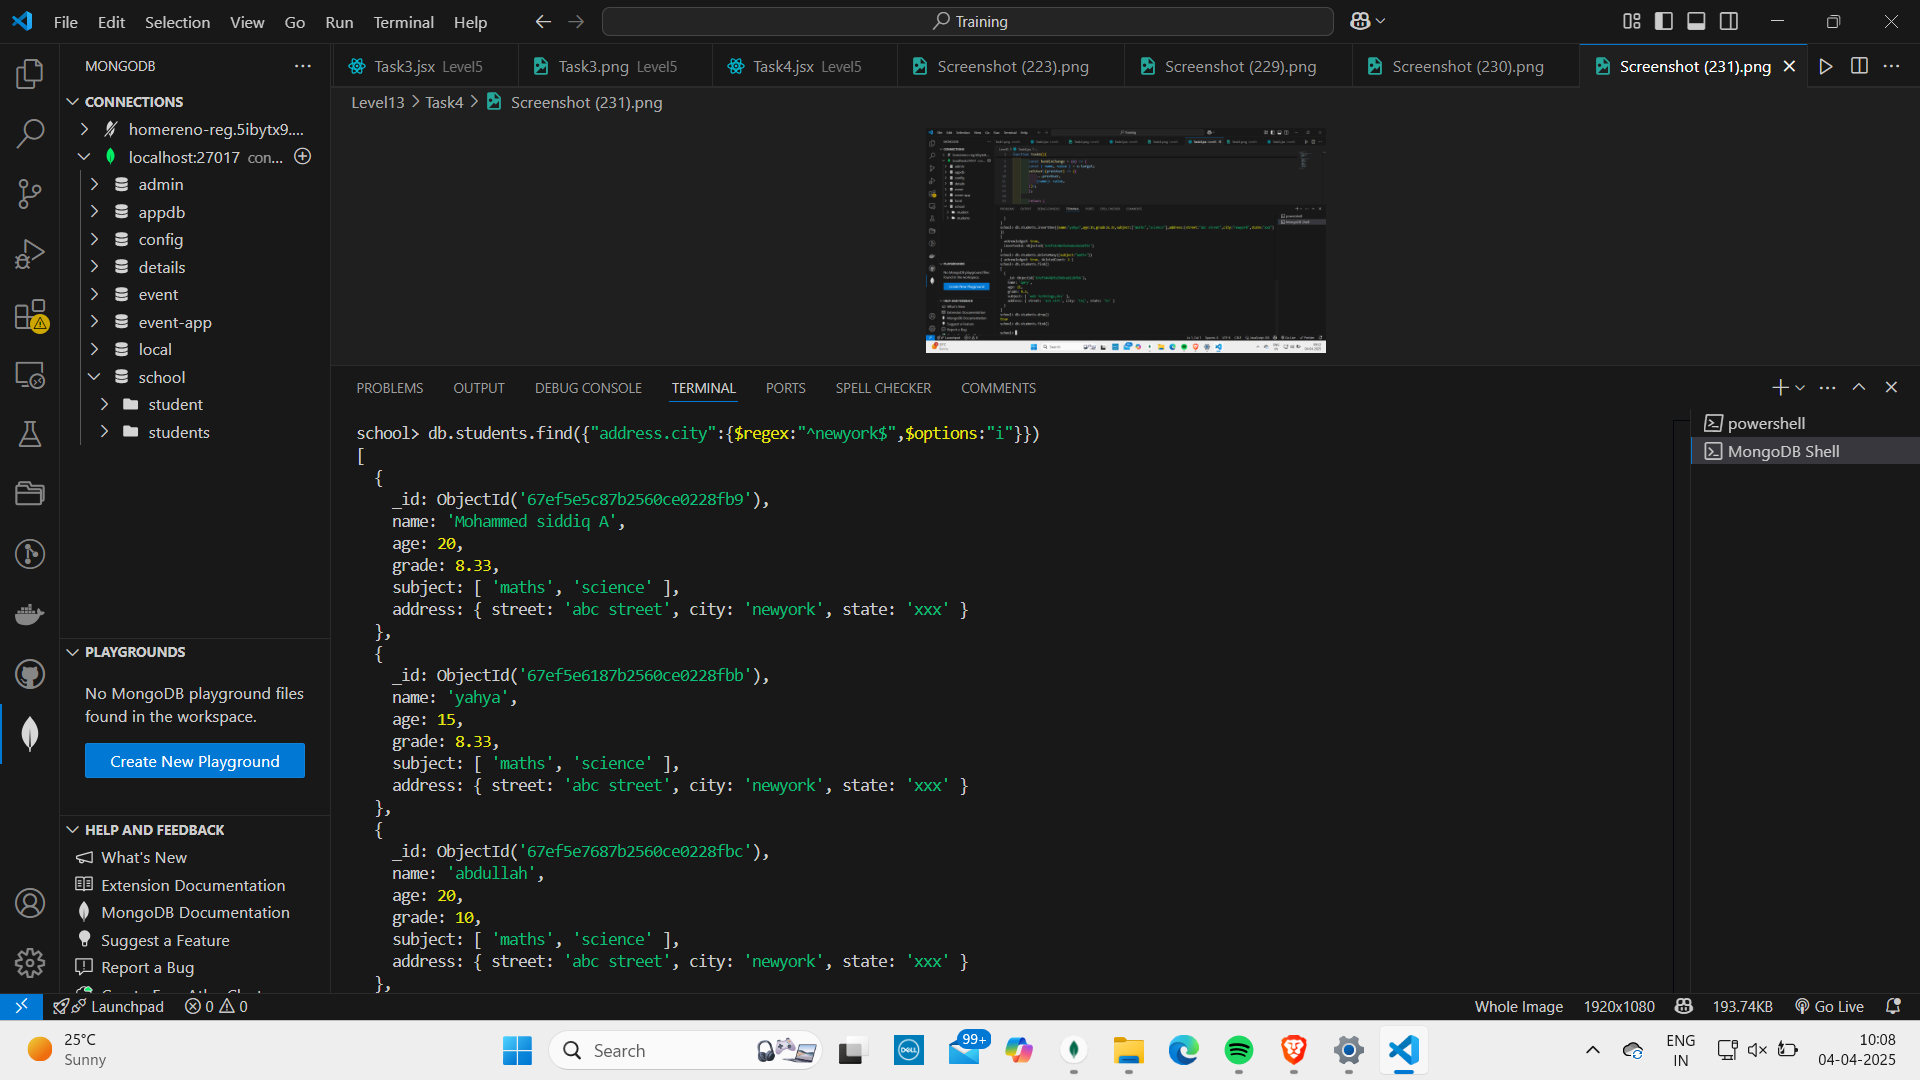 File Edit Selection View Go Run Terminal Help
Training
MONGODB
Task3.jsx Level5
Task3.png Level5
Task4.jsx Level5
Screenshot (223).png
Screenshot (229).png
Screenshot (230).png
Screenshot (231).png
Level13 > Task4 > Screenshot (231).png
CONNECTIONS
homereno-reg.5ibytx9....
localhost:27017 con...
admin
appdb
config
details
event
event-app
local
school
student
students
PLAYGROUNDS
No MongoDB playground files
found in the workspace.
Create New Playground
HELP AND FEEDBACK
What's New
Extension Documentation
MongoDB Documentation
Suggest a Feature
Report a Bug
PROBLEMS OUTPUT DEBUG CONSOLE TERMINAL PORTS SPELL CHECKER COMMENTS
powershell
MongoDB Shell
school> db.students.find({"address.city":{$regex:"^newyork$",$options:"i"}})
[
{
_id: ObjectId('67ef5e5c87b2560ce0228fb9'),
name: 'Mohammed siddiq A',
age: 20,
grade: 8.33,
subject: [ 'maths', 'science' ],
address: { street: 'abc street', city: 'newyork', state: 'xxx' }
},
{
_id: ObjectId('67ef5e6187b2560ce0228fbb'),
name: 'yahya',
age: 15,
grade: 8.33,
subject: [ 'maths', 'science' ],
address: { street: 'abc street', city: 'newyork', state: 'xxx' }
},
{
_id: ObjectId('67ef5e7687b2560ce0228fbc'),
name: 'abdullah',
age: 20,
grade: 10,
subject: [ 'maths', 'science' ],
address: { street: 'abc street', city: 'newyork', state: 'xxx' }
},
Launchpad 0 0
Whole Image 1920x1080 193.74KB Go Live
25°C
Sunny
Search
DELL
99+
ENG
IN
10:08
04-04-2025